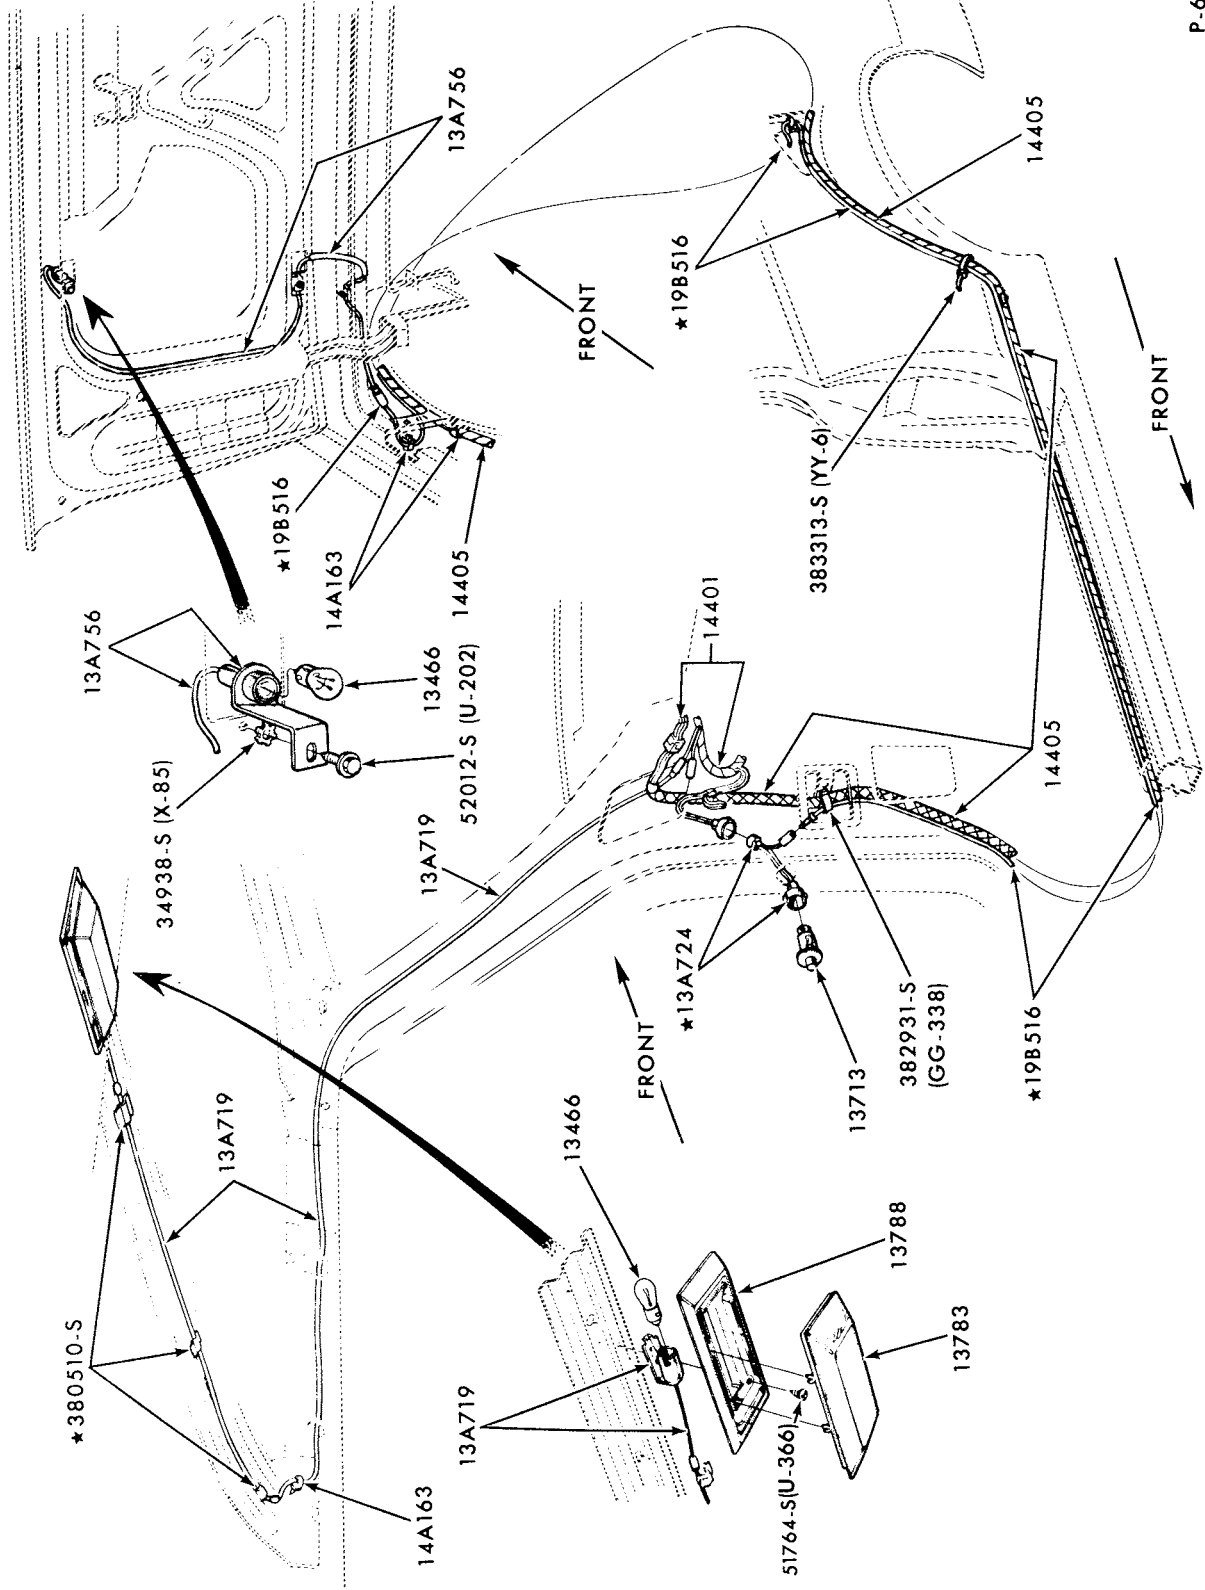 ★380510-S
13A719
14A163
34938-S (X-85)
13A756
13466
52012-S (U-202)
13A719
★19B516
14A163
14405
13A756
FRONT
14401
★19B516
383313-S (YY-6)
14405
FRONT
14405
★13A724
FRONT
13713
382931-S
(GG-338)
★19B516
13466
13A719
13788
51764-S(U-366)
13783
P-6